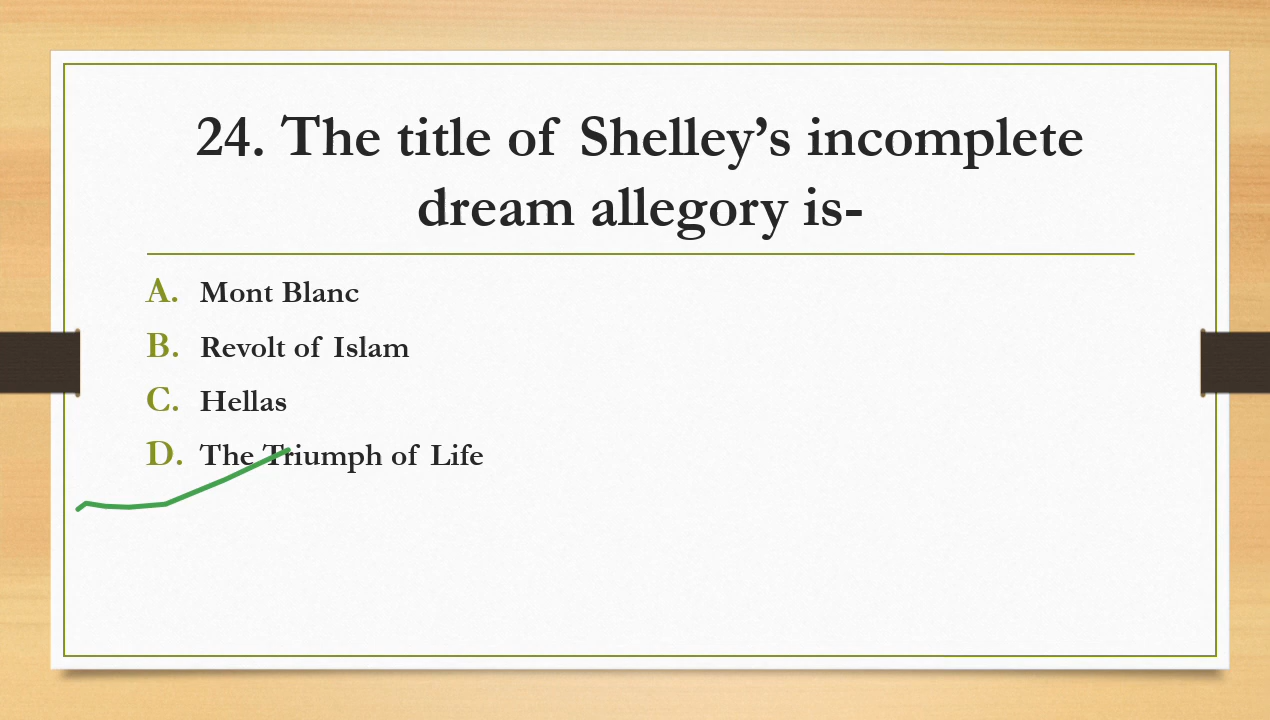 24. The title of Shelley’s incomplete
dream allegory is-
A. Mont Blanc
B. Revolt of Islam
C. Hellas
D. The Triumph of Life